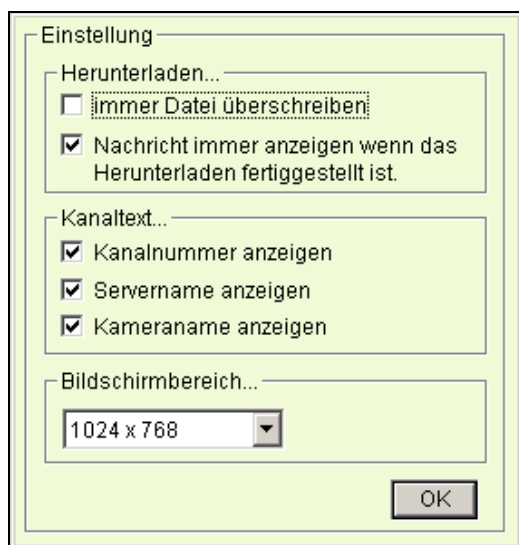 Einstellung
Herunterladen...
immer Datei überschreiben
Nachricht immer anzeigen wenn das
Herunterladen fertiggestellt ist.
Kanaltext...
Kanalnummer anzeigen
Servername anzeigen
Kameraname anzeigen
Bildschirmbereich...
1024 x 768
OK